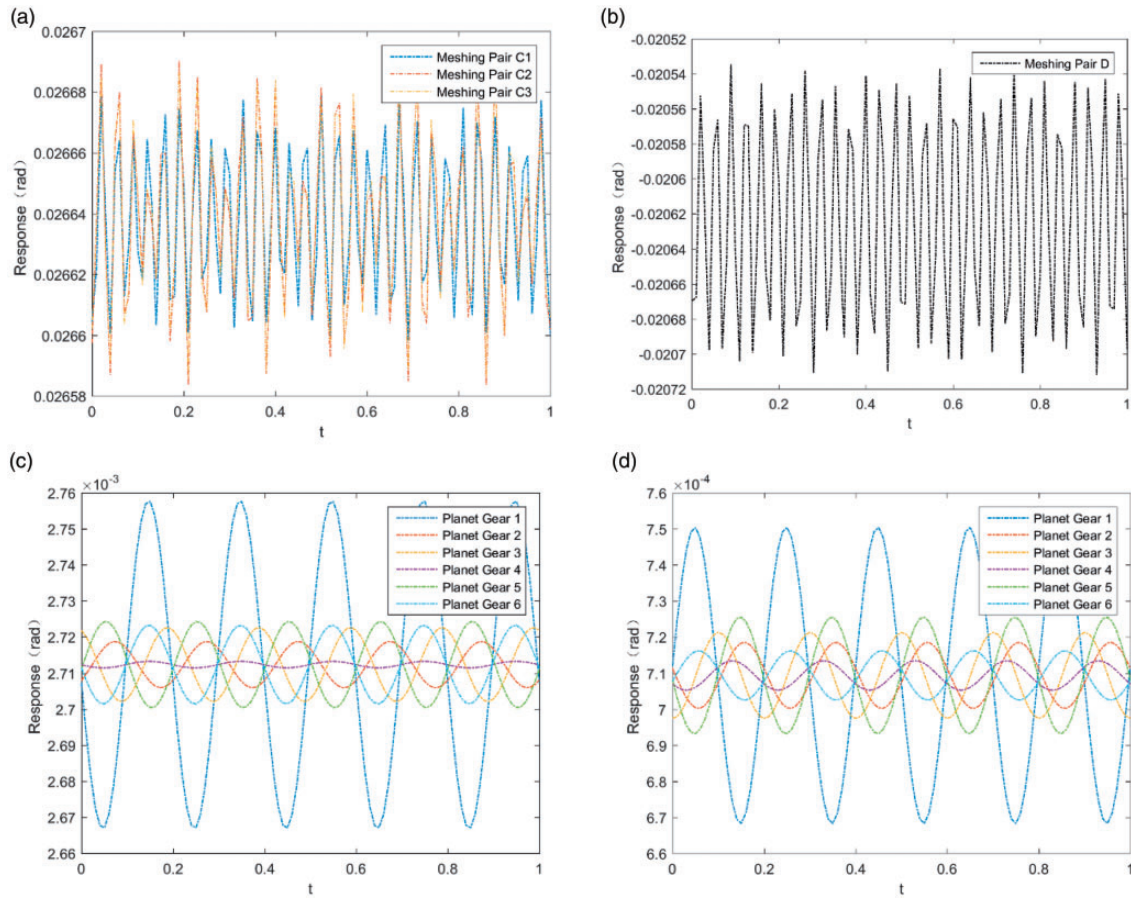 (a)
0.0267
0.02668
0.02666
0.02664
0.02662
0.0266
0.02658
Response (rad)
0 0.2 0.4 0.6 0.8 1
t
Meshing Pair C1
Meshing Pair C2
Meshing Pair C3
(b)
-0.02052
-0.02054
-0.02056
-0.02058
-0.0206
-0.02062
-0.02064
-0.02066
-0.02068
-0.0207
-0.02072
Response (rad)
0 0.2 0.4 0.6 0.8 1
t
Meshing Pair D
(c)
×10-3
2.76
2.75
2.74
2.73
2.72
2.71
2.7
2.69
2.68
2.67
2.66
Response (rad)
0 0.2 0.4 0.6 0.8 1
t
Planet Gear 1
Planet Gear 2
Planet Gear 3
Planet Gear 4
Planet Gear 5
Planet Gear 6
(d)
×10-4
7.6
7.5
7.4
7.3
7.2
7.1
7
6.9
6.8
6.7
6.6
Response (rad)
0 0.2 0.4 0.6 0.8 1
t
Planet Gear 1
Planet Gear 2
Planet Gear 3
Planet Gear 4
Planet Gear 5
Planet Gear 6